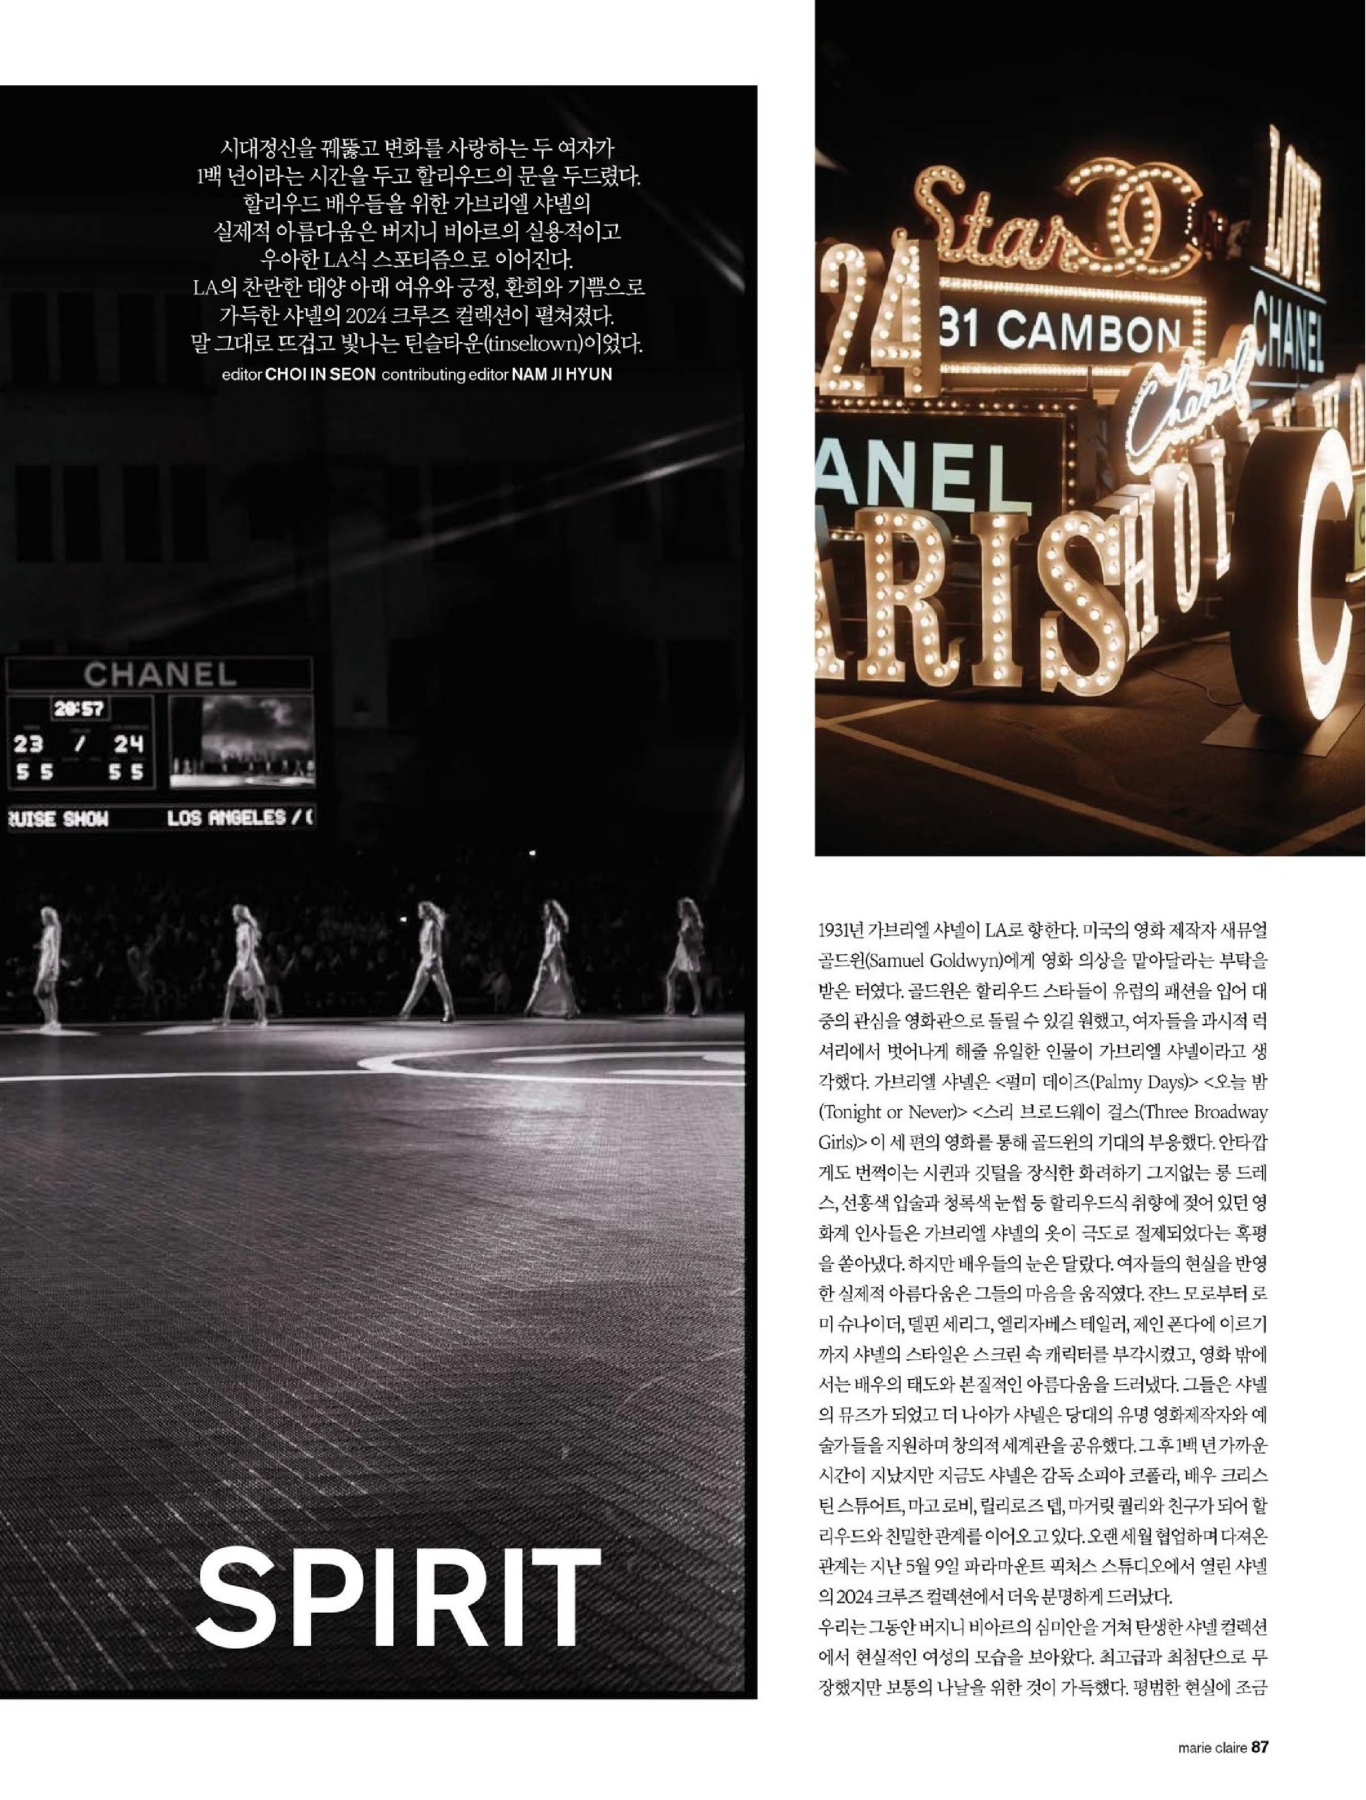 시대정신을 꿰뚫고 변화를 사랑하는 두 여자가
1백 년이라는 시간을 두고 할리우드의 문을 두드렸다.
할리우드 배우들을 위한 가브리엘 샤넬의
실제적 아름다움은 버지니 비아르의 실용적이고
우아한 LA식 스포티즘으로 이어진다.
LA의 찬란한 태양 아래 여유와 긍정, 환희와 기쁨으로
가득한 샤넬의 2024 크루즈 컬렉션이 펼쳐졌다.
말 그대로 뜨겁고 빛나는 틴슬타운(tinseltown)이었다.
editor CHOI IN SEON contributing editor NAM JI HYUN
CHANEL
20:57
23 / 24
55 55
RUISE SHOW LOS ANGELES / C
SPIRIT
Star
LOVE
24
31 CAMBON
CHANEL
Chanel
ANEL
ARIS
HOT
C
1931년 가브리엘 샤넬이 LA로 향한다. 미국의 영화 제작자 새뮤얼
골드윈(Samuel Goldwyn)에게 영화 의상을 맡아달라는 부탁을
받은 터였다. 골드윈은 할리우드 스타들이 유럽의 패션을 입어 대
중의 관심을 영화관으로 돌릴 수 있길 원했고, 여자들을 과시적 럭
셔리에서 벗어나게 해줄 유일한 인물이 가브리엘 샤넬이라고 생
각했다. 가브리엘 샤넬은 <펄미 데이즈(Palmy Days)> <오늘 밤
(Tonight or Never)> <스리 브로드웨이 걸스(Three Broadway
Girls)> 이 세 편의 영화를 통해 골드윈의 기대의 부응했다. 안타깝
게도 번쩍이는 시퀸과 깃털을 장식한 화려하기 그지없는 롱 드레
스, 선홍색 입술과 청록색 눈썹 등 할리우드식 취향에 젖어 있던 영
화계 인사들은 가브리엘 샤넬의 옷이 극도로 절제되었다는 혹평
을 쏟아냈다. 하지만 배우들의 눈은 달랐다. 여자들의 현실을 반영
한 실제적 아름다움은 그들의 마음을 움직였다. 쟌느 모로부터 로
미 슈나이더, 델핀 세리그, 엘리자베스 테일러, 제인 폰다에 이르기
까지 샤넬의 스타일은 스크린 속 캐릭터를 부각시켰고, 영화 밖에
서는 배우의 태도와 본질적인 아름다움을 드러냈다. 그들은 샤넬
의 뮤즈가 되었고 더 나아가 샤넬은 당대의 유명 영화제작자와 예
술가들을 지원하며 창의적 세계관을 공유했다. 그 후 1백 년 가까운
시간이 지났지만 지금도 샤넬은 감독 소피아 코폴라, 배우 크리스
틴 스튜어트, 마고 로비, 릴리 로즈 뎁, 마거릿 퀄리와 친구가 되어 할
리우드와 친밀한 관계를 이어오고 있다. 오랜 세월 협업하며 다져온
관계는 지난 5월 9일 파라마운트 픽처스 스튜디오에서 열린 샤넬
의 2024 크루즈 컬렉션에서 더욱 분명하게 드러났다.
우리는 그동안 버지니 비아르의 심미안을 거쳐 탄생한 샤넬 컬렉션
에서 현실적인 여성의 모습을 보아왔다. 최고급과 최첨단으로 무
장했지만 보통의 나날을 위한 것이 가득했다. 평범한 현실에 조금
marie claire 87